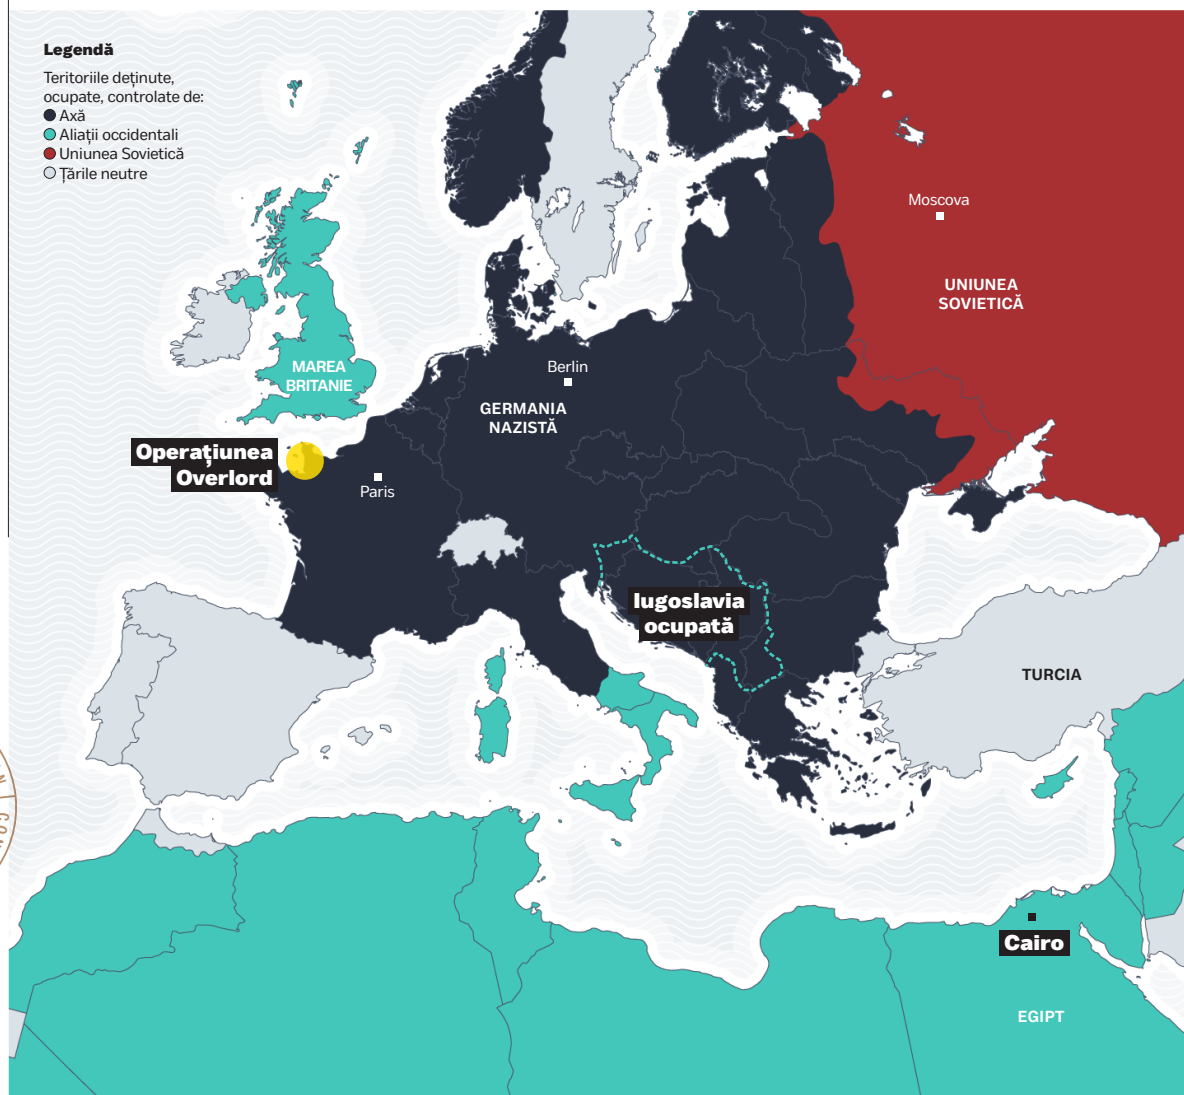 Legendă
Teritoriile deținute,
ocupate, controlate de:
Axă
Aliații occidentali
Uniunea Sovietică
Țările neutre
Moscova
UNIUNEA
SOVIETICĂ
MAREA
BRITANIE
Berlin
GERMANIA
NAZISTĂ
Operațiunea
Overlord
Paris
Iugoslavia
ocupată
TURCIA
Cairo
EGIPT